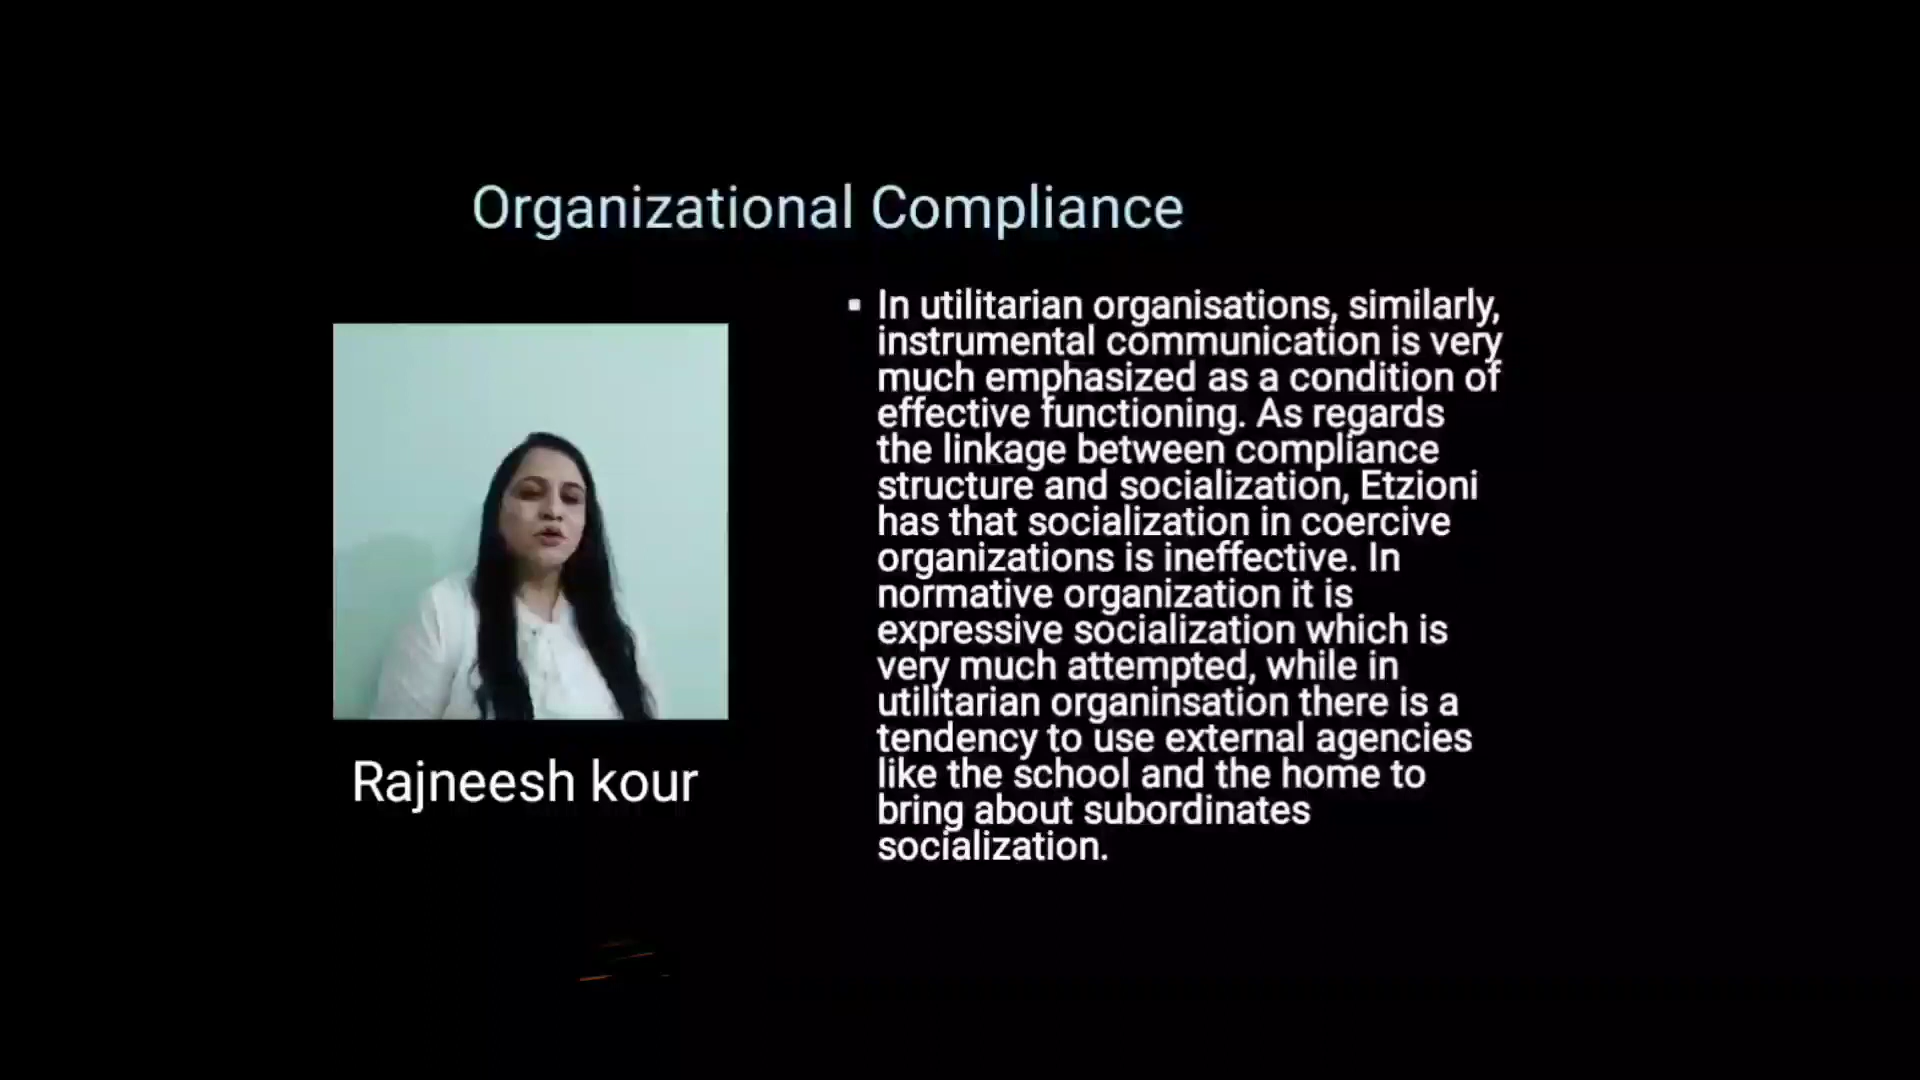 Organizational Compliance
▪ In utilitarian organisations, similarly,
instrumental communication is very
much emphasized as a condition of
effective functioning. As regards
the linkage between compliance
structure and socialization, Etzioni
has that socialization in coercive
organizations is ineffective. In
normative organization it is
expressive socialization which is
very much attempted, while in
utilitarian organinsation there is a
tendency to use external agencies
like the school and the home to
bring about subordinates
socialization.
Rajneesh kour